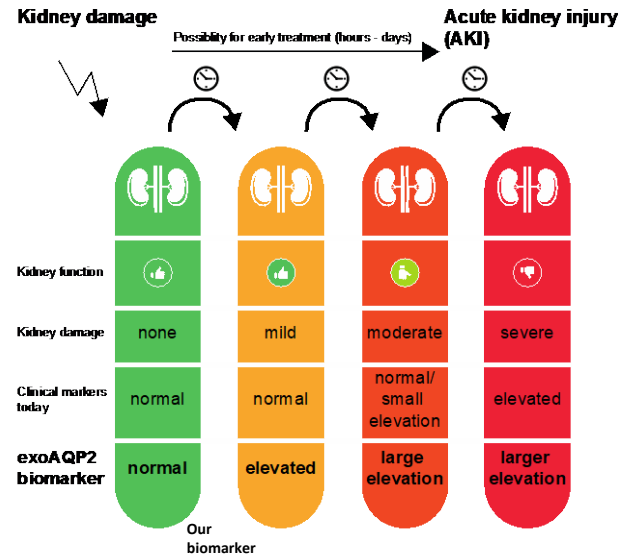 Kidney damage
Possiblity for early treatment (hours - days)
Acute kidney injury
(AKI)
Kidney function
Kidney damage
none
mild
moderate
severe
Clinical markers
today
normal
normal
normal/
small
elevation
elevated
exoAQP2
biomarker
normal
elevated
large
elevation
larger
elevation
Our
biomarker